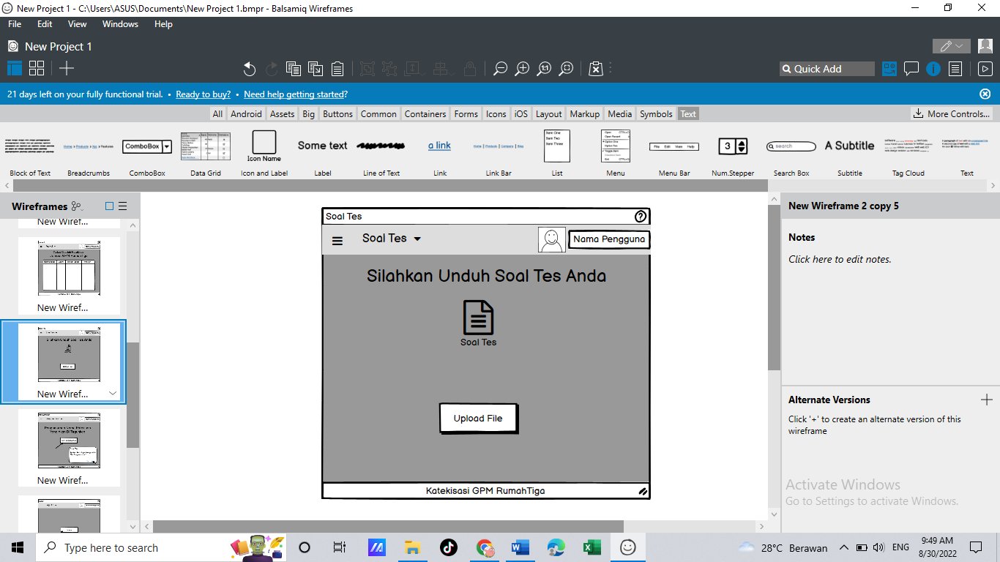 New Project 1 - C:\Users\ASUS\Documents\New Project 1.bmpr - Balsamiq Wireframes
File Edit View Windows Help
New Project 1
Quick Add
21 days left on your fully functional trial. • Ready to buy? • Need help getting started?
All Android Assets Big Buttons Common Containers Forms Icons iOS Layout Markup Media Symbols Text More Controls...
ComboBox Icon Name Some text a link Item One Item Two Item Three 3 search A Subtitle
Block of Text Breadcrumbs ComboBox Data Grid Icon and Label Label Line of Text Link Link Bar List Menu Menu Bar Num.Stepper Search Box Subtitle Tag Cloud Text
Wireframes
New Wiref...
New Wiref...
Silahkan Unduh Soal Tes Anda
New Wiref...
New Wiref...
Soal Tes
Soal Tes
Nama Pengguna
Silahkan Unduh Soal Tes Anda
Soal Tes
Upload File
Katekisasi GPM RumahTiga
New Wireframe 2 copy 5
Notes
Click here to edit notes.
Alternate Versions
Click '+' to create an alternate version of this
wireframe
Activate Windows
Go to Settings to activate Windows.
Type here to search
28°C Berawan
ENG
9:49 AM
8/30/2022